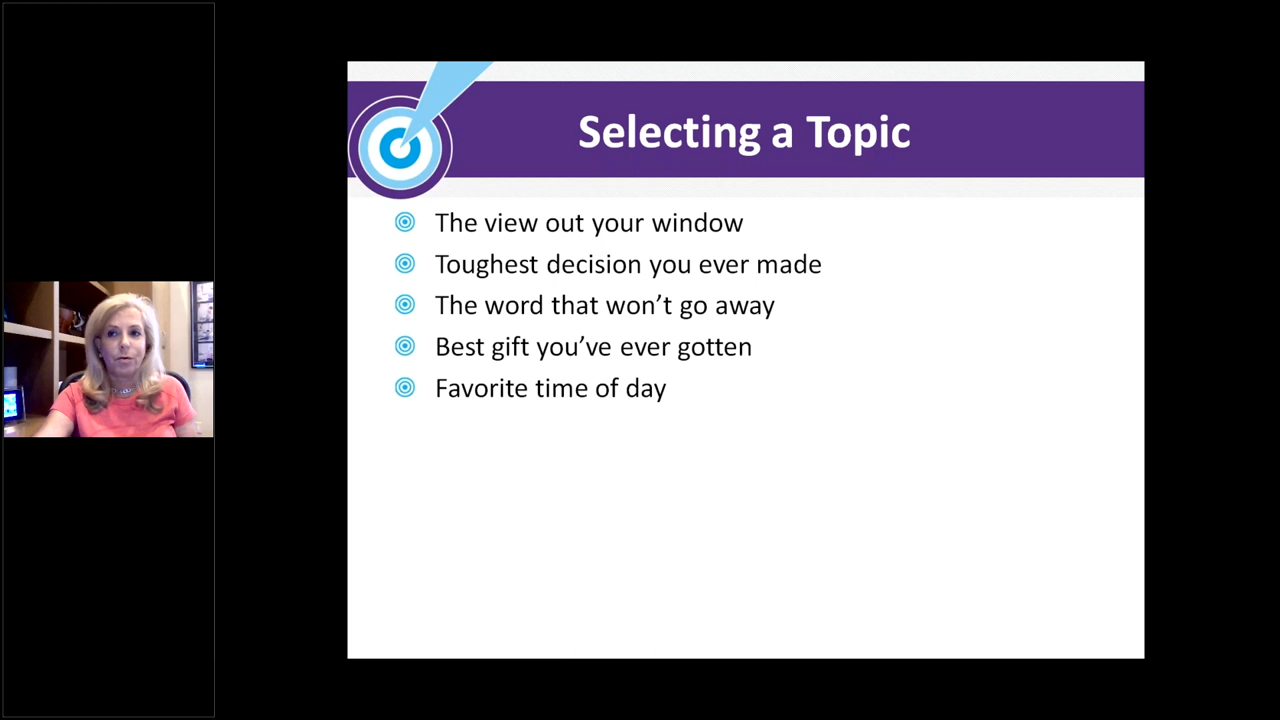 Selecting a Topic
The view out your window
Toughest decision you ever made
The word that won’t go away
Best gift you’ve ever gotten
Favorite time of day